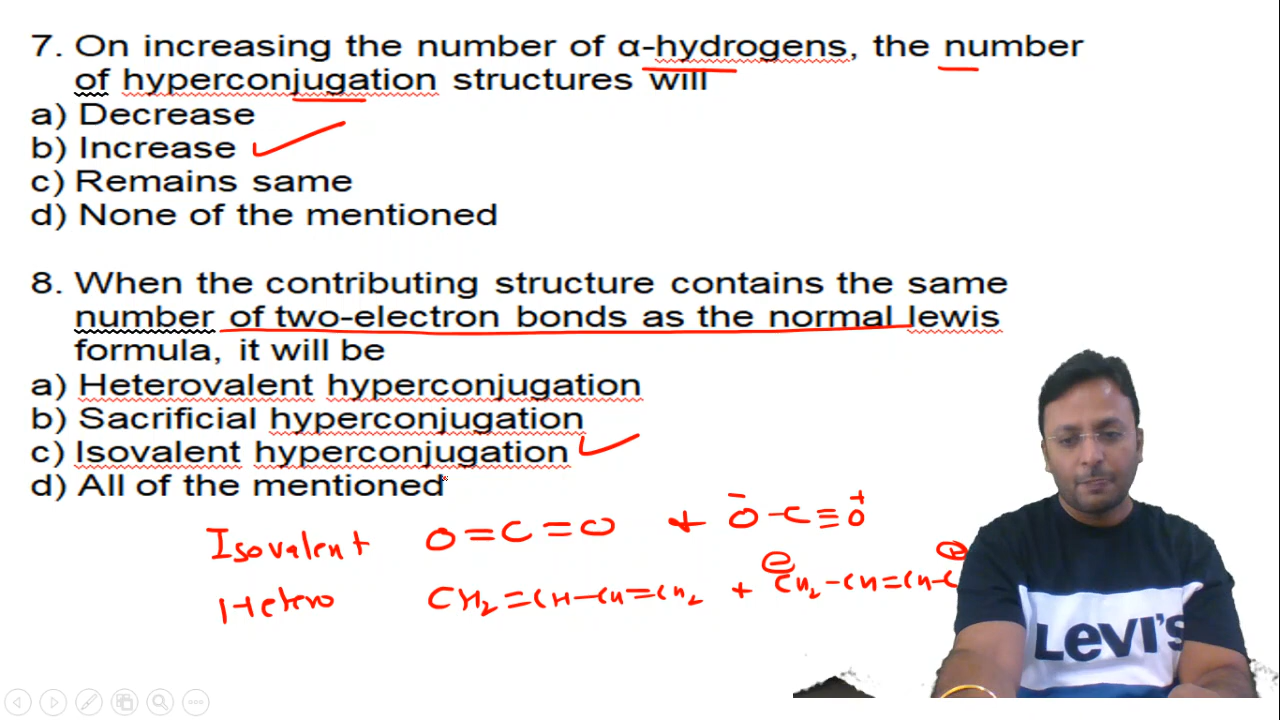 7. On increasing the number of α-hydrogens, the number
of hyperconjugation structures will
a) Decrease
b) Increase
c) Remains same
d) None of the mentioned
8. When the contributing structure contains the same
number of two-electron bonds as the normal lewis
formula, it will be
a) Heterovalent hyperconjugation
b) Sacrificial hyperconjugation
c) Isovalent hyperconjugation
d) All of the mentioned
Isovalent O=C=O + Ō-C≡O⁺
Hetero CH₂=CH-CH=CH₂ + ⊖CH₂-CH=CH-C ⊕
LEVI'S